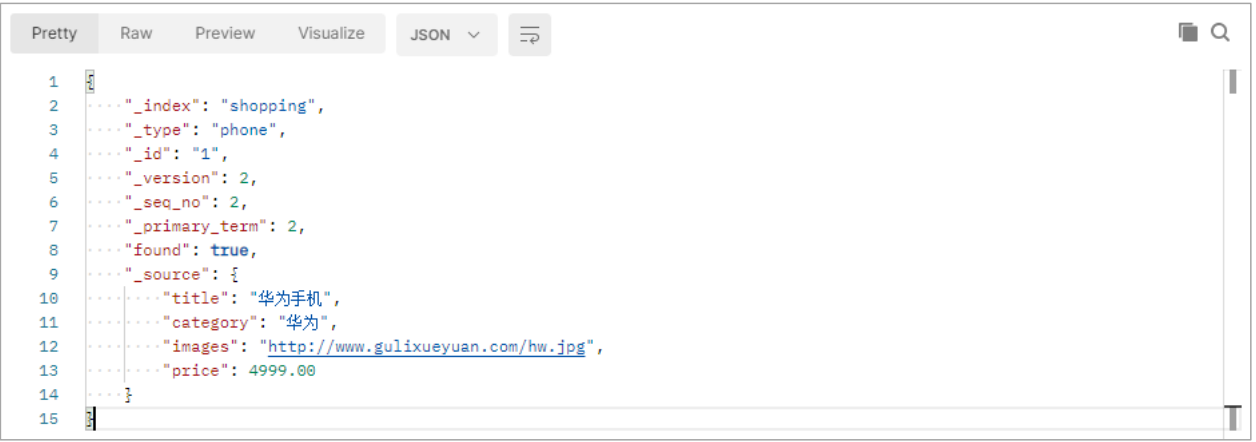 Pretty Raw Preview Visualize JSON
1 {
2 "_index": "shopping",
3 "_type": "phone",
4 "_id": "1",
5 "_version": 2,
6 "_seq_no": 2,
7 "_primary_term": 2,
8 "found": true,
9 "_source": {
10 "title": "华为手机",
11 "category": "华为",
12 "images": "http://www.gulixueyuan.com/hw.jpg",
13 "price": 4999.00
14 }
15 }